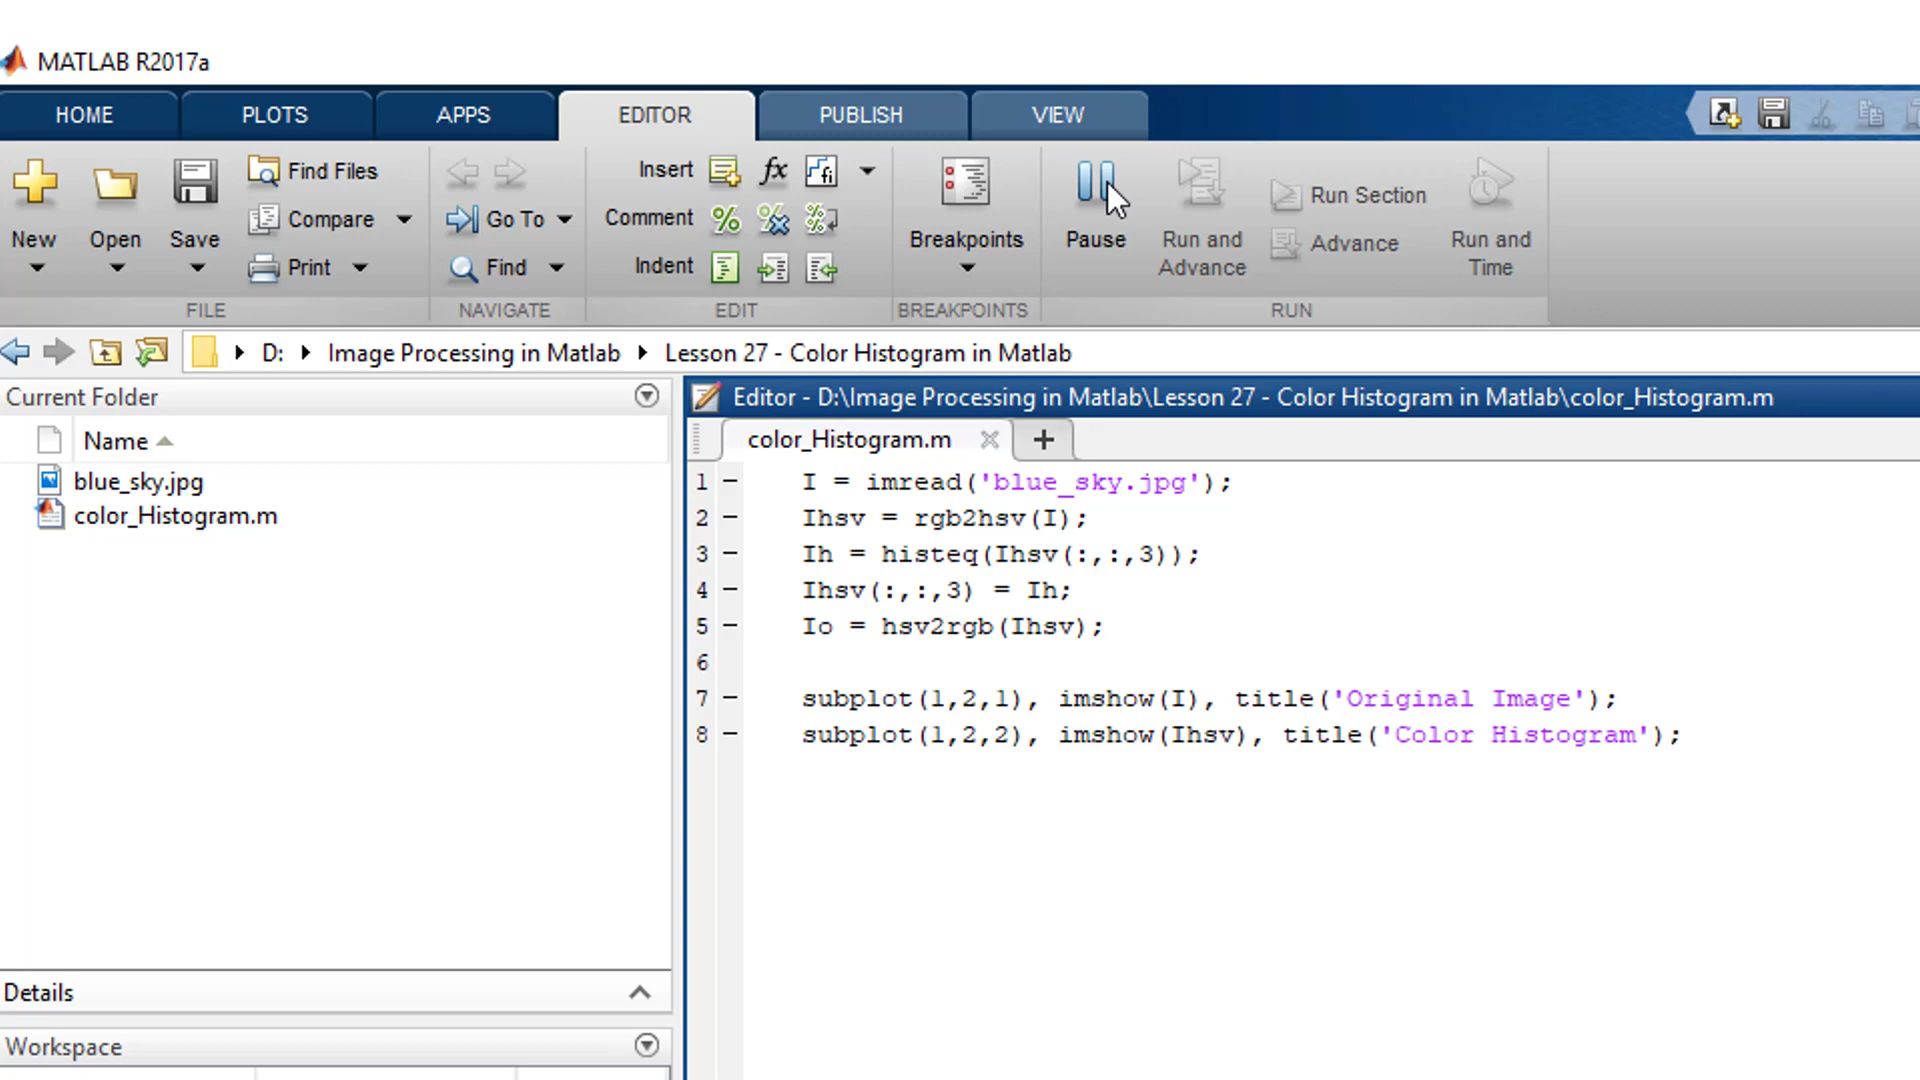 MATLAB R2017a
HOME PLOTS APPS EDITOR PUBLISH VIEW
New Open Save Find Files Compare Print
Go To Find
Insert fx fi
Comment
Indent
Breakpoints
Pause Run and Advance Run Section Advance Run and Time
FILE NAVIGATE EDIT BREAKPOINTS RUN
D: Image Processing in Matlab Lesson 27 - Color Histogram in Matlab
Current Folder
Name
blue_sky.jpg
color_Histogram.m
Details
Workspace
Editor - D:\Image Processing in Matlab\Lesson 27 - Color Histogram in Matlab\color_Histogram.m
color_Histogram.m
1 I = imread('blue_sky.jpg');
2 Ihsv = rgb2hsv(I);
3 Ih = histeq(Ihsv(:,:,3));
4 Ihsv(:,:,3) = Ih;
5 Io = hsv2rgb(Ihsv);
6
7 subplot(1,2,1), imshow(I), title('Original Image');
8 subplot(1,2,2), imshow(Ihsv), title('Color Histogram');